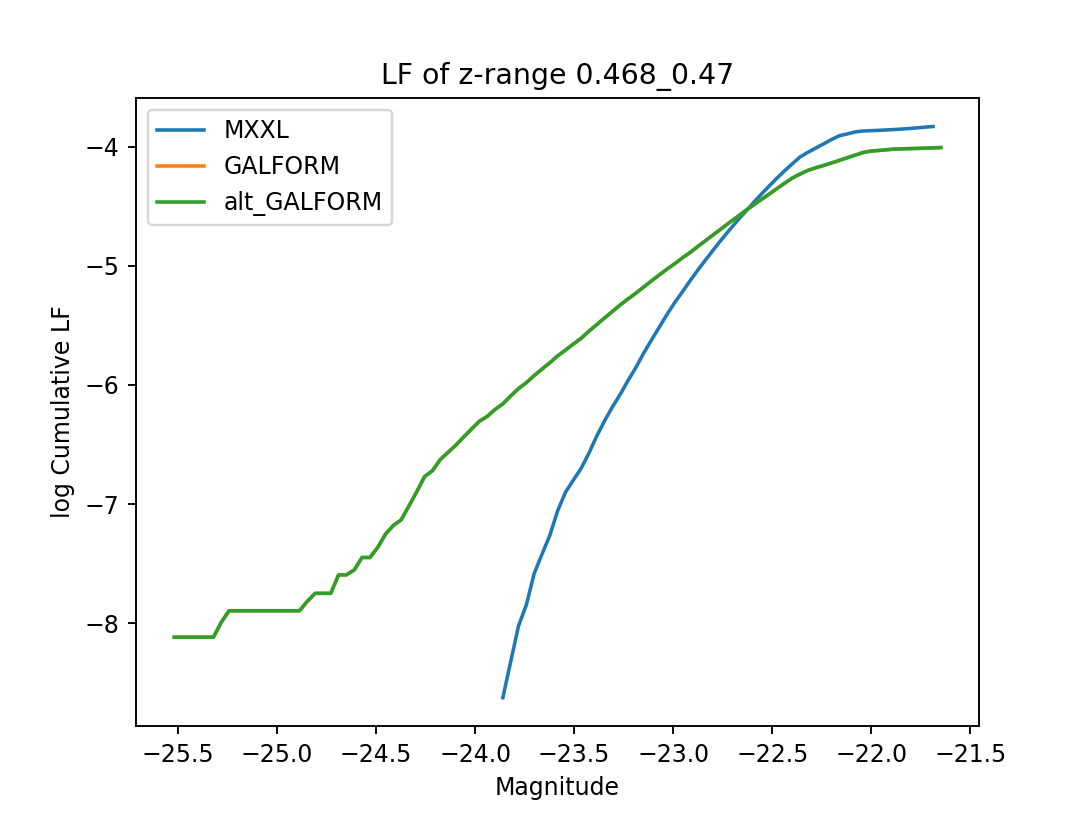 LF of z-range 0.468_0.47
MXXL
GALFORM
alt_GALFORM
log Cumulative LF
−4
−5
−6
−7
−8
−25.5 −25.0 −24.5 −24.0 −23.5 −23.0 −22.5 −22.0 −21.5
Magnitude